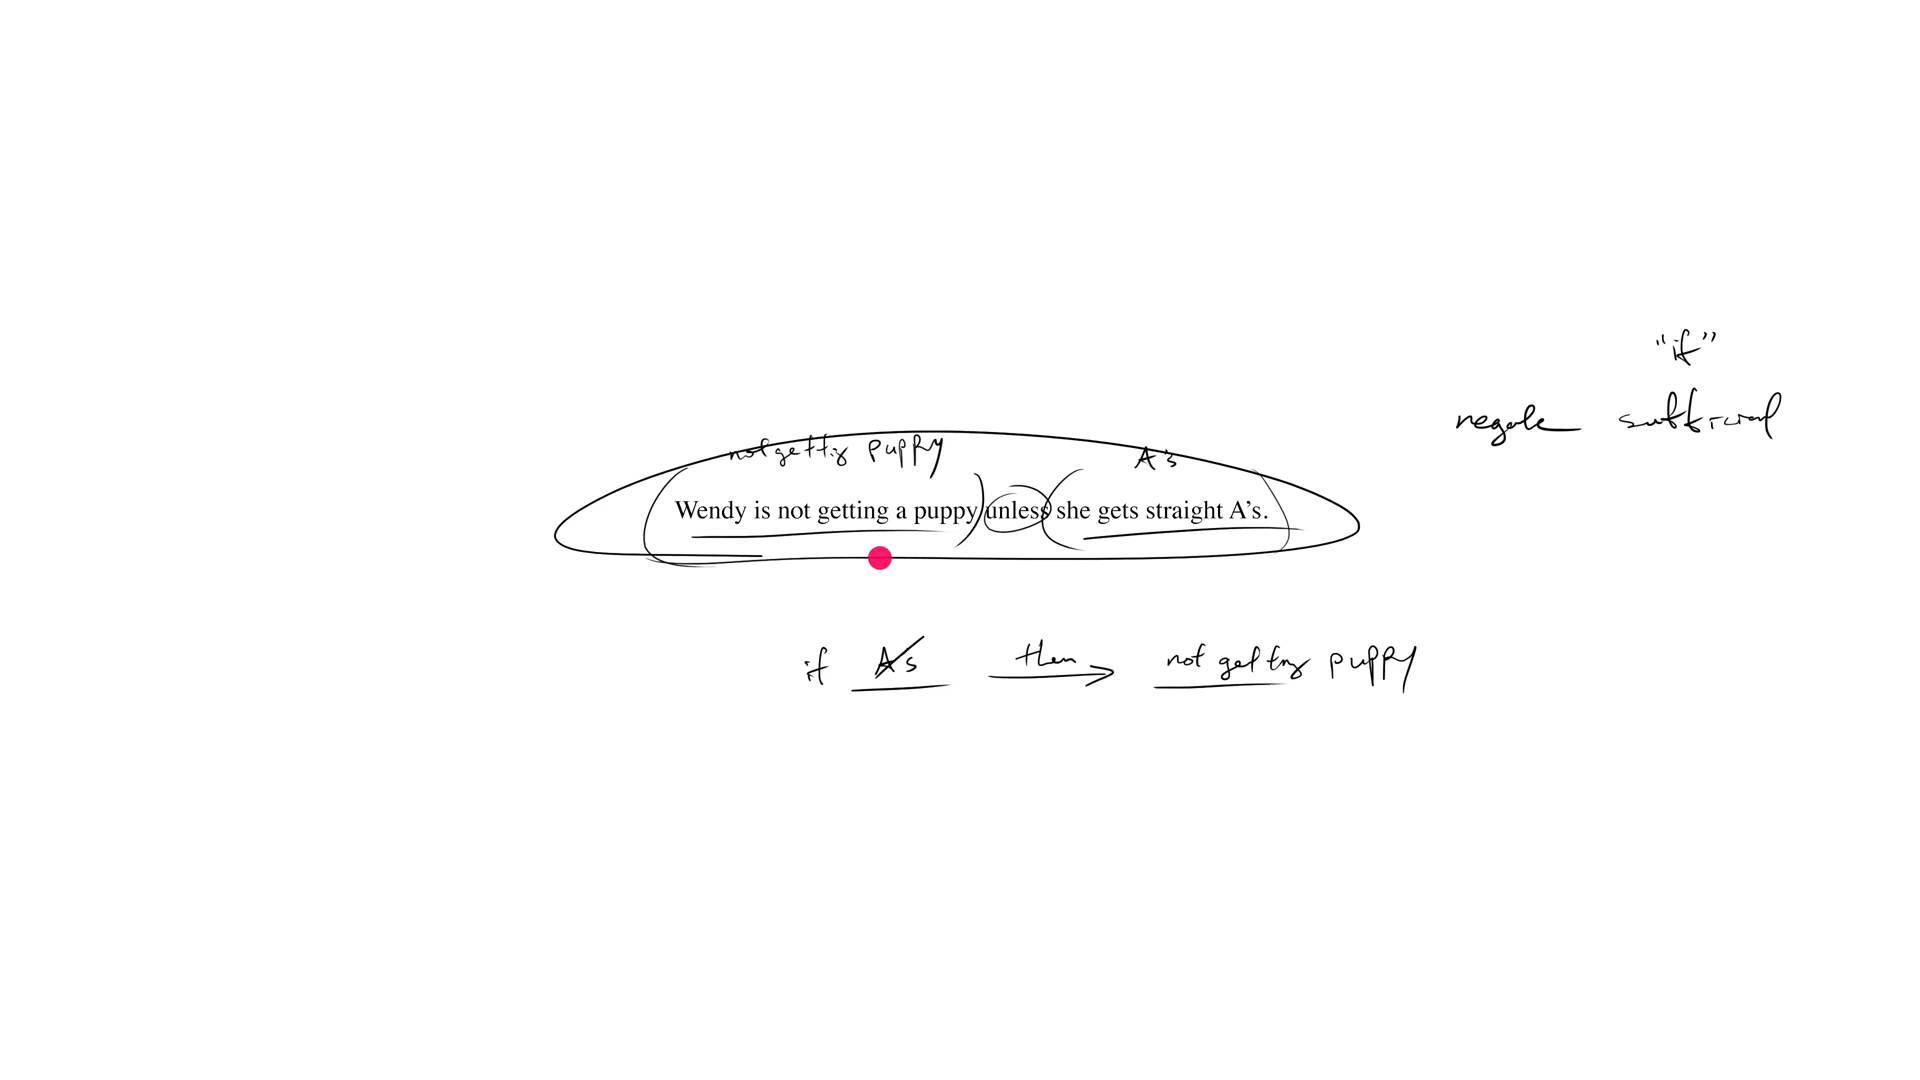 "if"
negate sufficient
not getting puppy A's
Wendy is not getting a puppy unless she gets straight A's.
if A's then not getting puppy